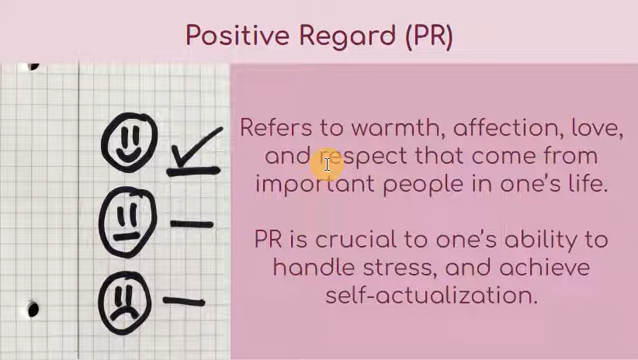 Positive Regard (PR)
Refers to warmth, affection, love,
and respect that come from
important people in one's life.
PR is crucial to one's ability to
handle stress, and achieve
self-actualization.